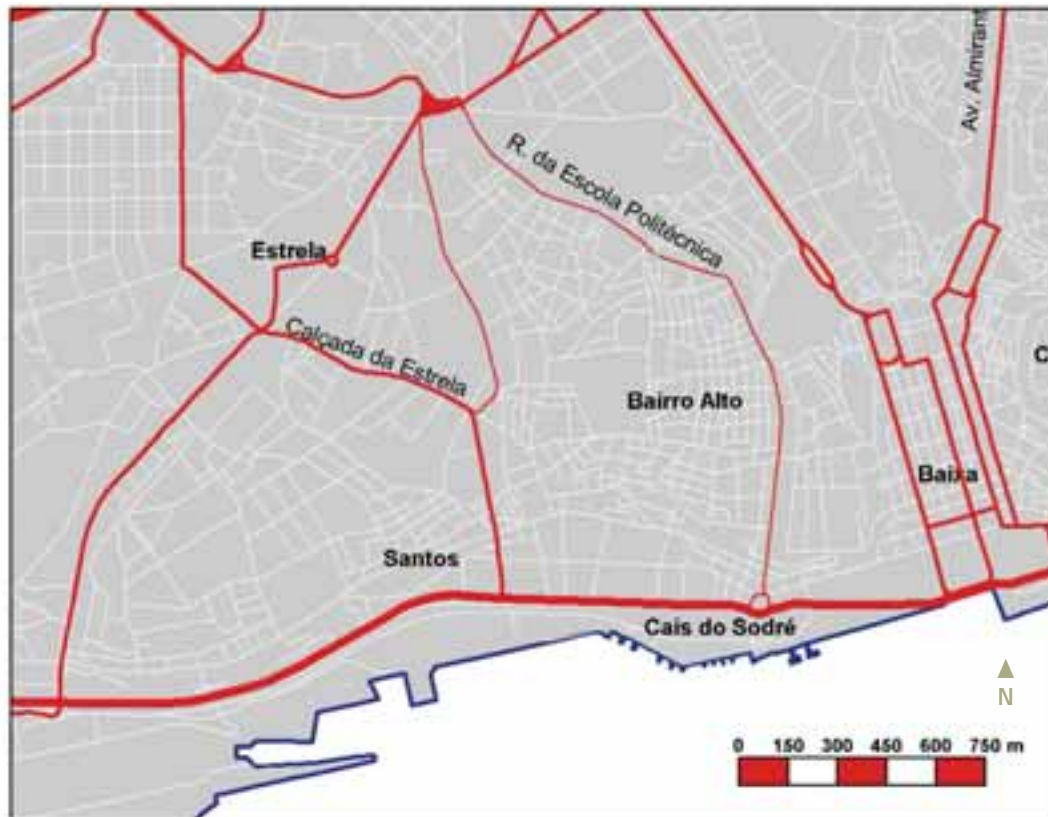 Av. Almirant
R. da Escola Politécnica
Estrela
Calçada da Estrela
C
Bairro Alto
Baixa
Santos
Cais do Sodré
N
0 150 300 450 600 750 m